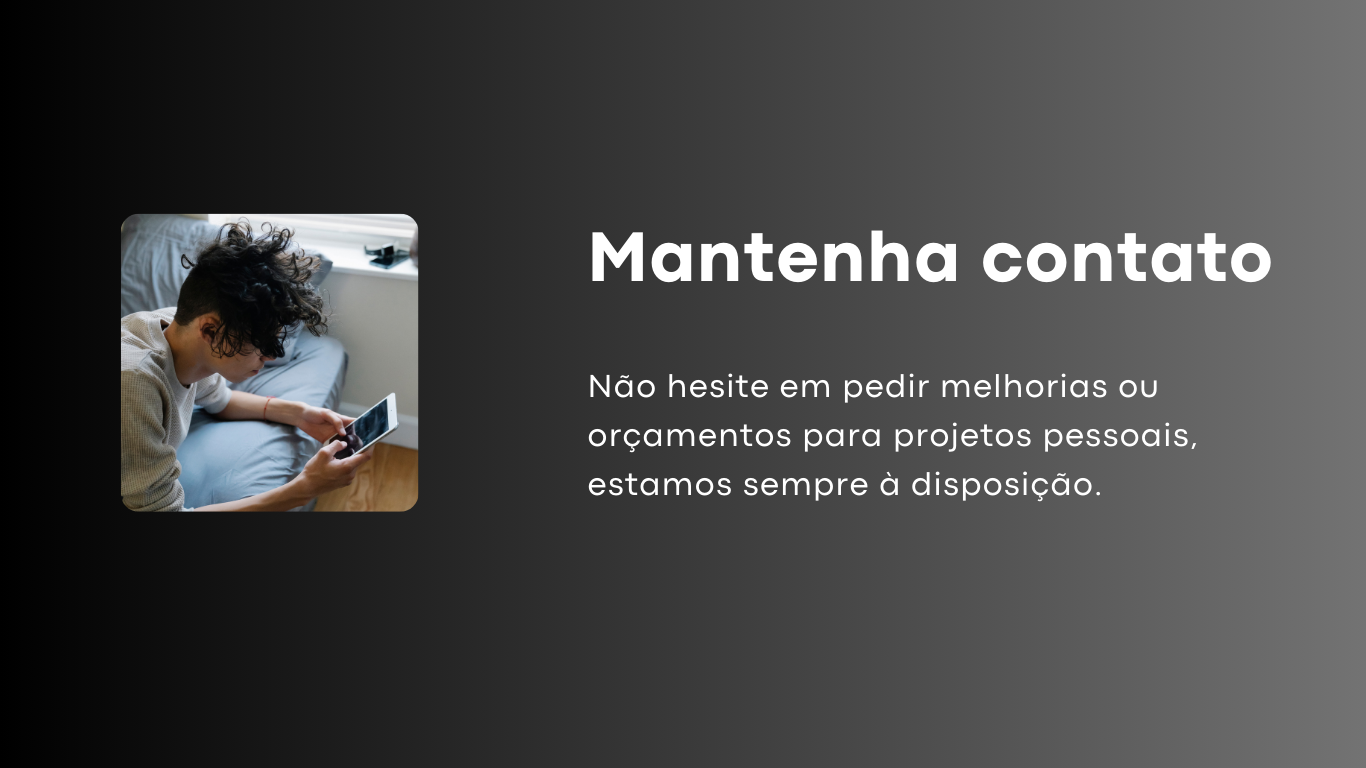 Mantenha contato
Não hesite em pedir melhorias ou
orçamentos para projetos pessoais,
estamos sempre à disposição.